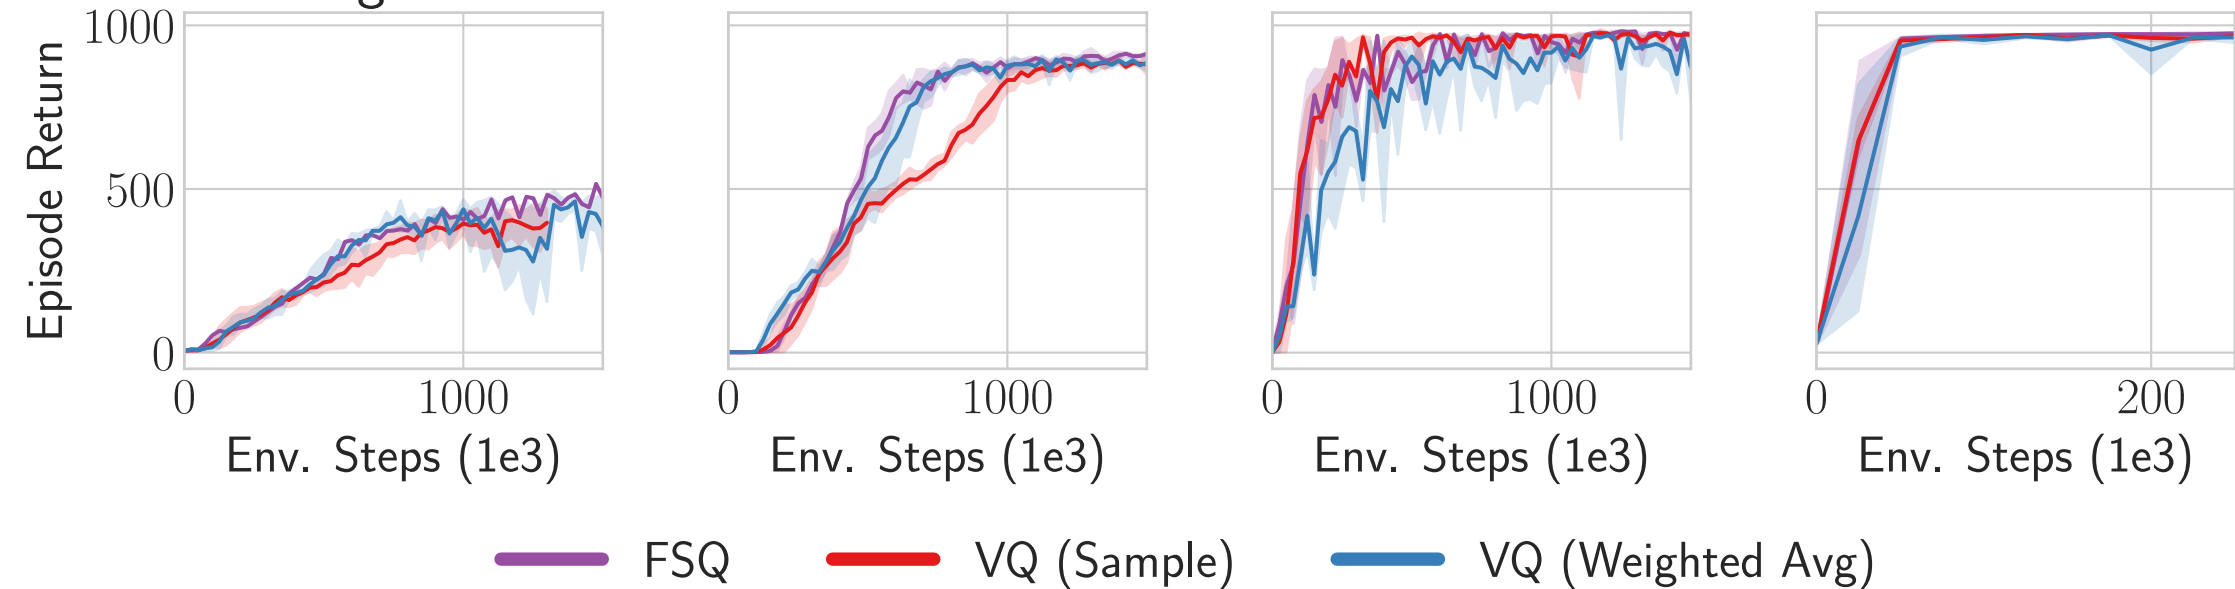 1000
500
0
Episode Return
0 1000
0 1000
0 1000
0 200
Env. Steps (1e3)
Env. Steps (1e3)
Env. Steps (1e3)
Env. Steps (1e3)
FSQ
VQ (Sample)
VQ (Weighted Avg)